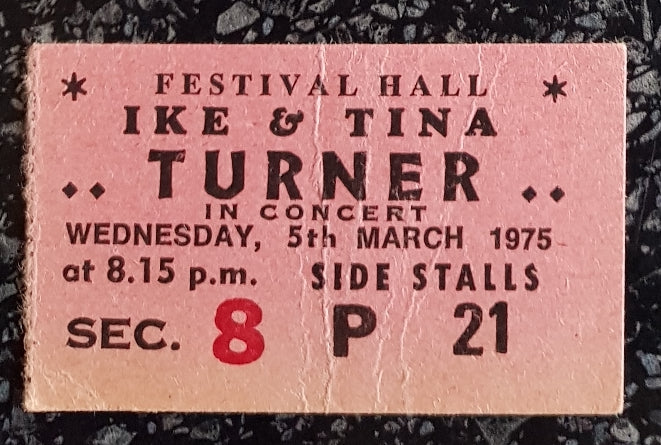 * FESTIVAL HALL *
IKE & TINA
.. TURNER ..
IN CONCERT
WEDNESDAY, 5th MARCH 1975
at 8.15 p.m. SIDE STALLS
SEC. 8 P 21